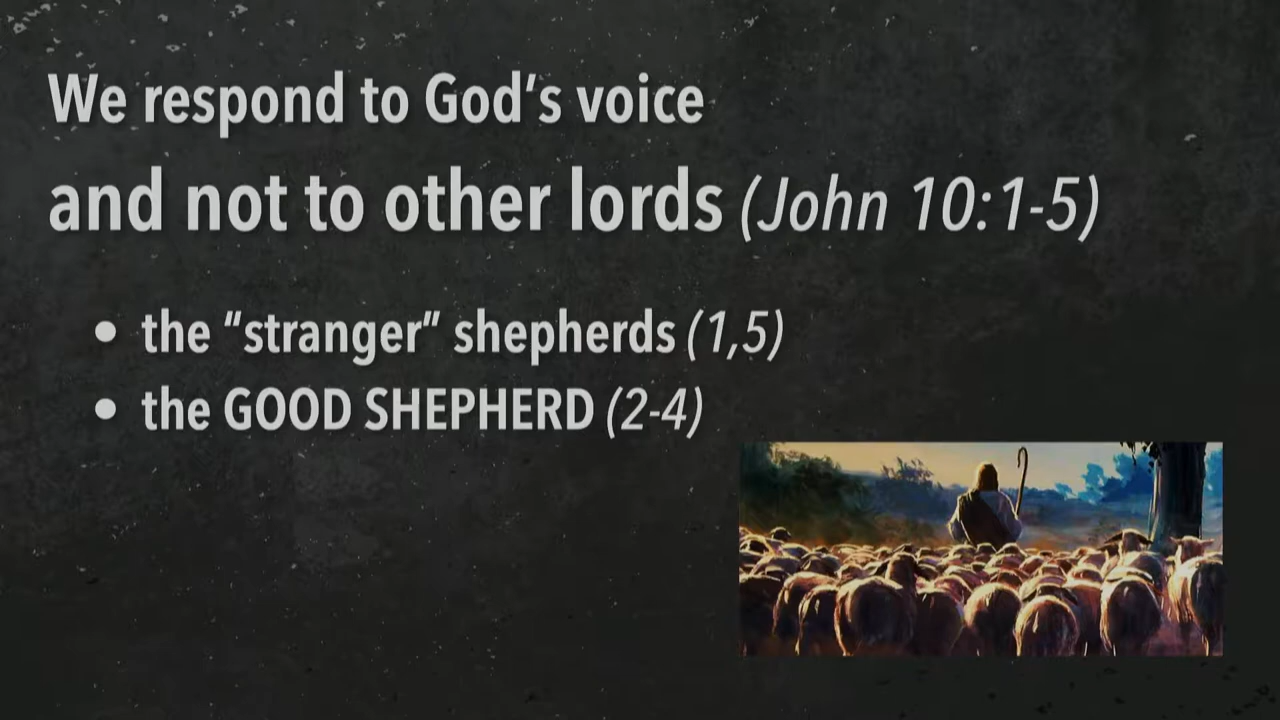 We respond to God's voice
and not to other lords (John 10:1-5)
• the “stranger” shepherds (1,5)
• the GOOD SHEPHERD (2-4)